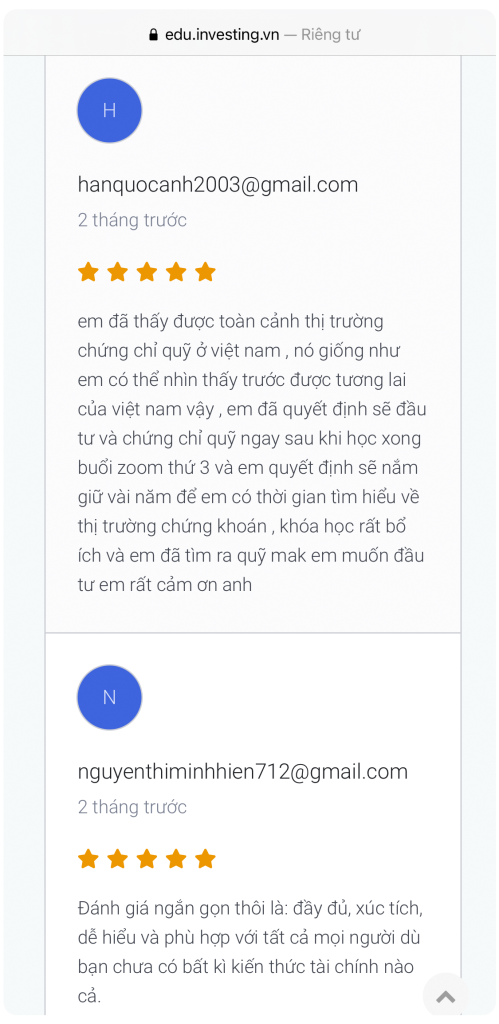 edu.investing.vn — Riêng tư
H
hanquocanh2003@gmail.com
2 tháng trước
em đã thấy được toàn cảnh thị trường
chứng chỉ quỹ ở việt nam , nó giống như
em có thể nhìn thấy trước được tương lai
của việt nam vậy , em đã quyết định sẽ đầu
tư và chứng chỉ quỹ ngay sau khi học xong
buổi zoom thứ 3 và em quyết định sẽ nắm
giữ vài năm để em có thời gian tìm hiểu về
thị trường chứng khoán , khóa học rất bổ
ích và em đã tìm ra quỹ mak em muốn đầu
tư em rất cảm ơn anh
N
nguyenthiminhhien712@gmail.com
2 tháng trước
Đánh giá ngắn gọn thôi là: đầy đủ, xúc tích,
dễ hiểu và phù hợp với tất cả mọi người dù
bạn chưa có bất kì kiến thức tài chính nào
cả.